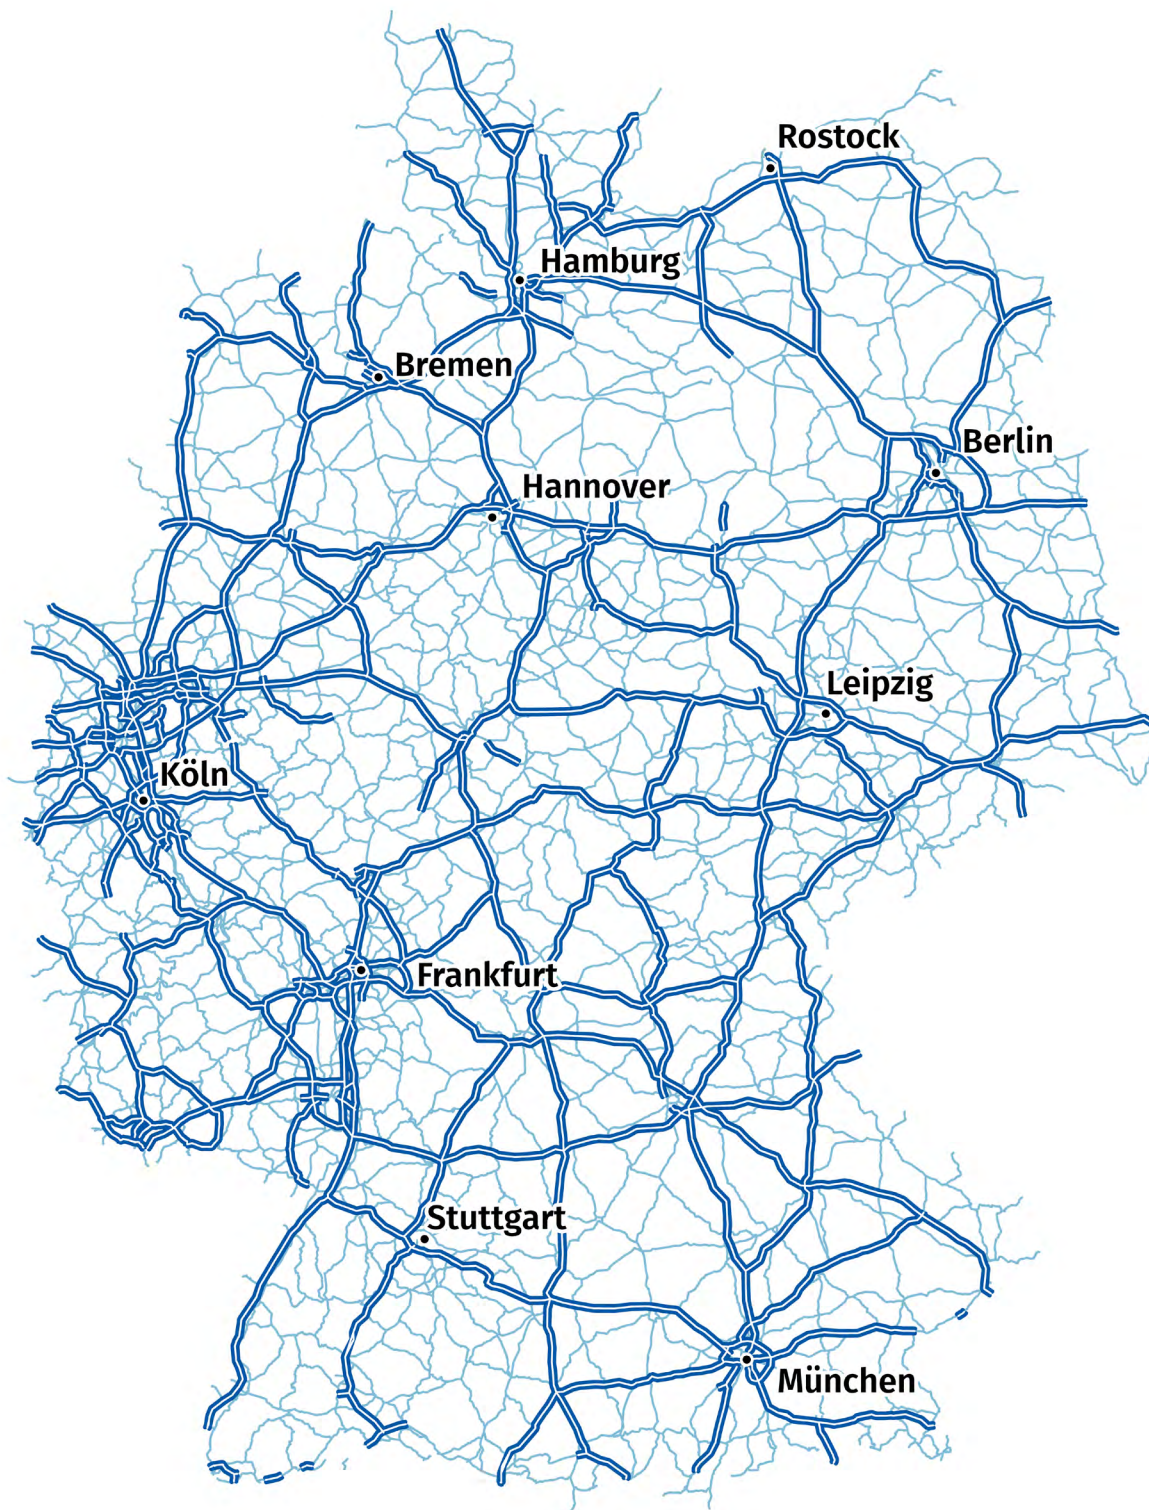 Rostock
Hamburg
Bremen
Berlin
Hannover
Leipzig
Köln
Frankfurt
Stuttgart
München